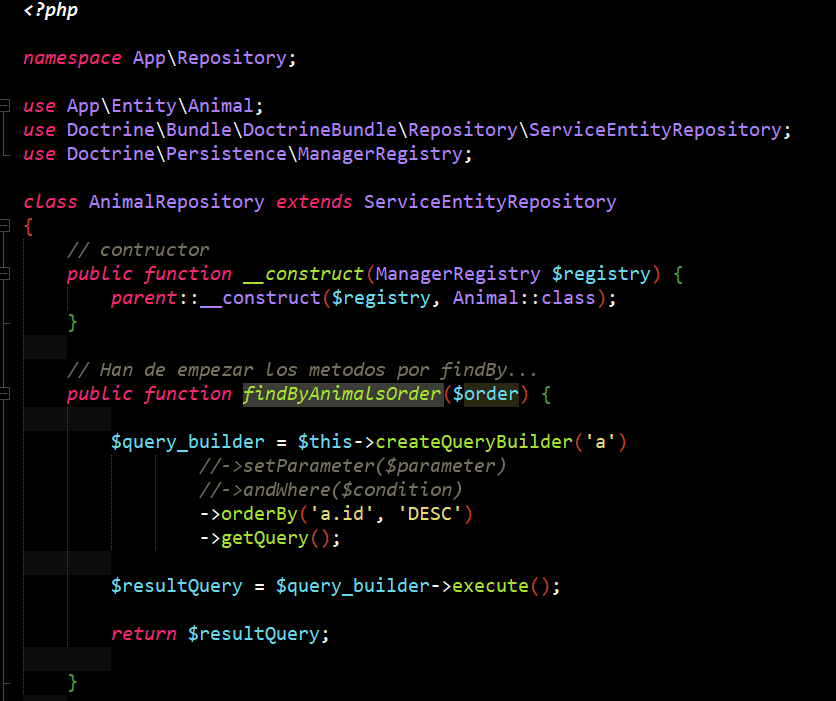 <?php
namespace App\Repository;
use App\Entity\Animal;
use Doctrine\Bundle\DoctrineBundle\Repository\ServiceEntityRepository;
use Doctrine\Persistence\ManagerRegistry;
class AnimalRepository extends ServiceEntityRepository
{
// contructor
public function __construct(ManagerRegistry $registry) {
parent::__construct($registry, Animal::class);
}
// Han de empezar los metodos por findBy...
public function findByAnimalsOrder($order) {
$query_builder = $this->createQueryBuilder('a')
//->setParameter($parameter)
//->andWhere($condition)
->orderBy('a.id', 'DESC')
->getQuery();
$resultQuery = $query_builder->execute();
return $resultQuery;
}